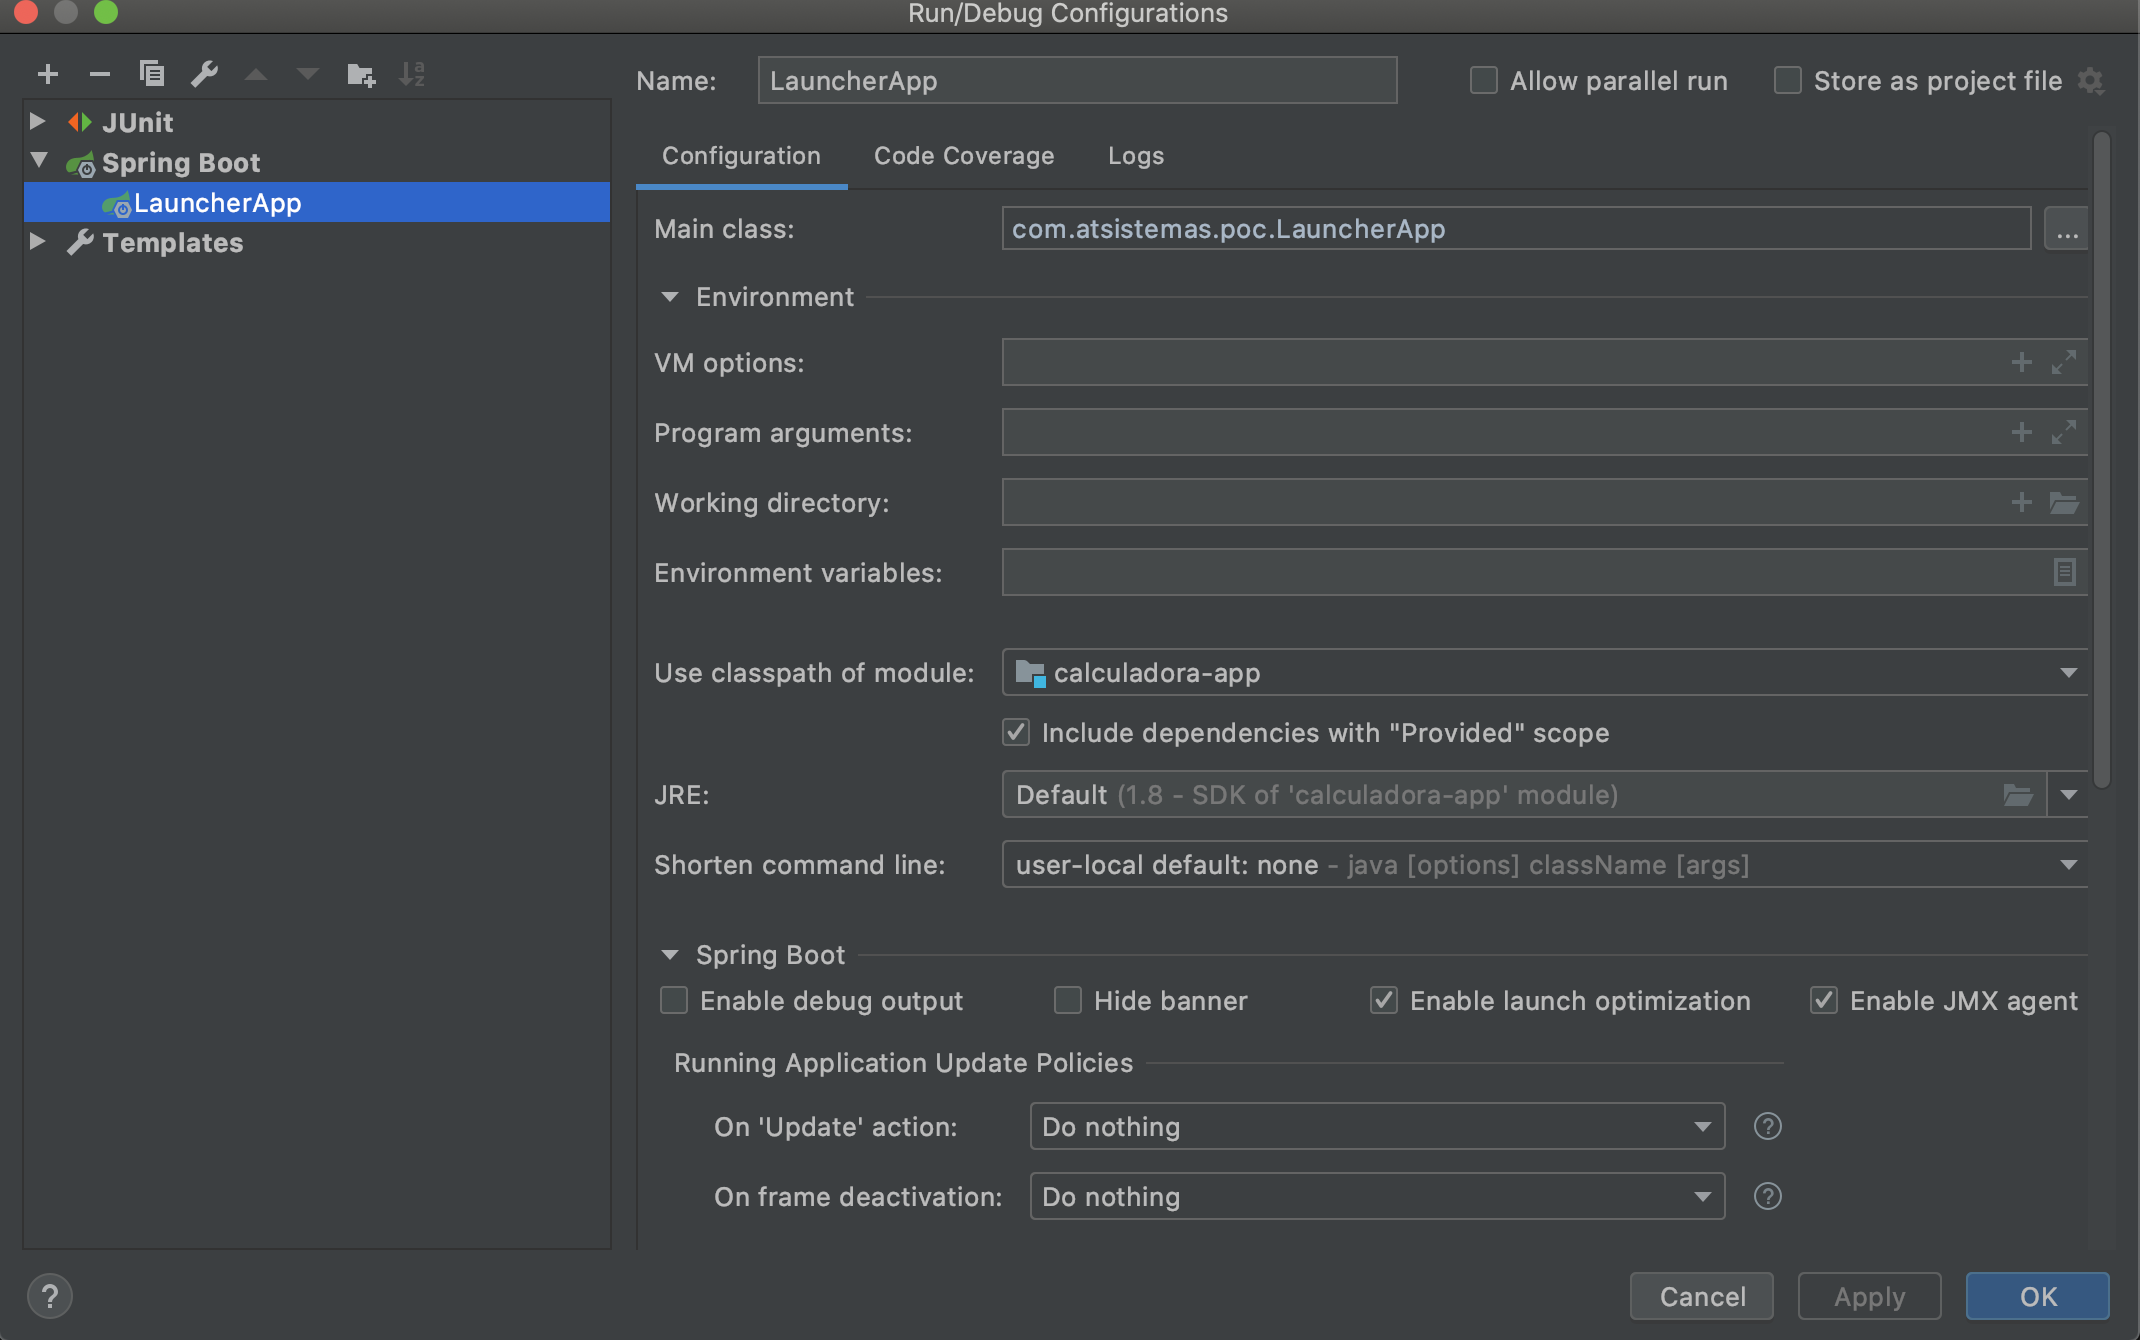 Run/Debug Configurations
JUnit
Spring Boot
LauncherApp
Templates
Name: LauncherApp Allow parallel run Store as project file
Configuration Code Coverage Logs
Main class: com.atsistemas.poc.LauncherApp ...
Environment
VM options:
Program arguments:
Working directory:
Environment variables:
Use classpath of module: calculadora-app
Include dependencies with "Provided" scope
JRE: Default (1.8 - SDK of 'calculadora-app' module)
Shorten command line: user-local default: none - java [options] className [args]
Spring Boot
Enable debug output Hide banner Enable launch optimization Enable JMX agent
Running Application Update Policies
On 'Update' action: Do nothing ?
On frame deactivation: Do nothing ?
? Cancel Apply OK